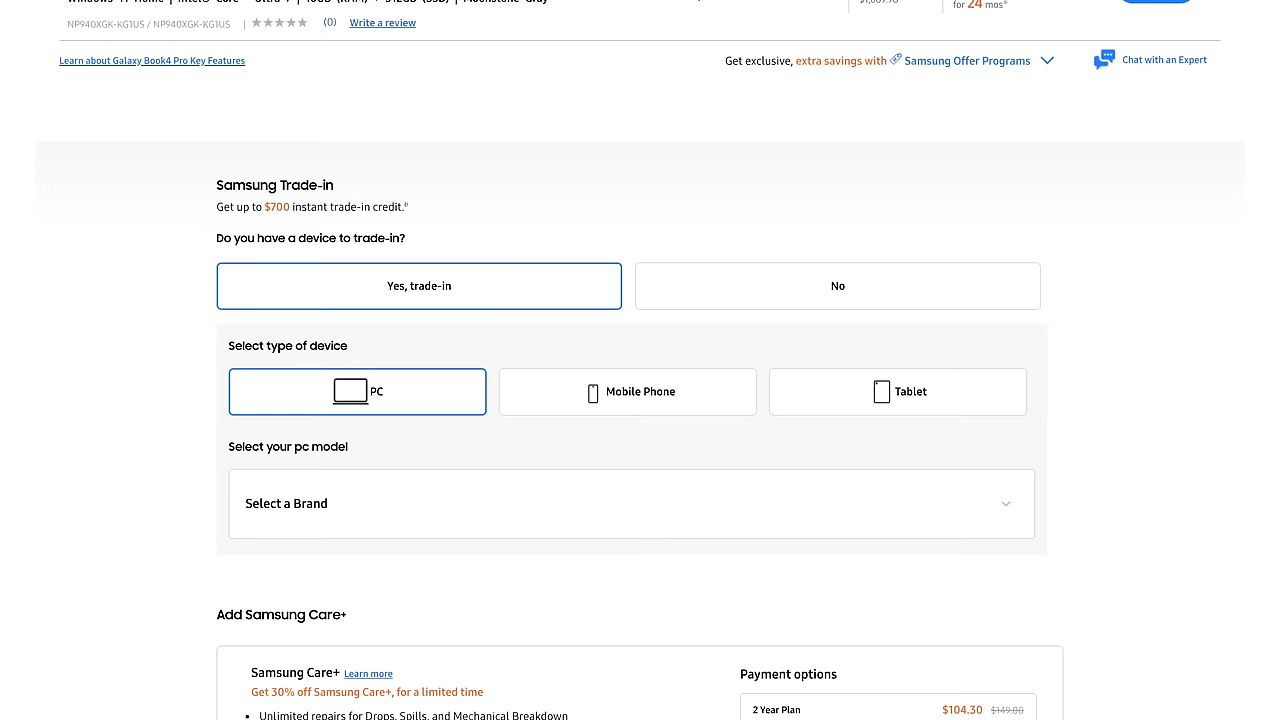 NP940XGK-KG1US / NP940XGK-KG1US | (0) Write a review
for 24 mos
Learn about Galaxy Book4 Pro Key Features
Get exclusive, extra savings with Samsung Offer Programs
Chat with an Expert
Samsung Trade-in
Get up to $700 instant trade-in credit.
Do you have a device to trade-in?
Yes, trade-in
No
Select type of device
PC
Mobile Phone
Tablet
Select your pc model
Select a Brand
Add Samsung Care+
Samsung Care+ Learn more
Get 30% off Samsung Care+, for a limited time
• Unlimited repairs for Drops, Spills, and Mechanical Breakdown
Payment options
2 Year Plan $104.30 $149.00